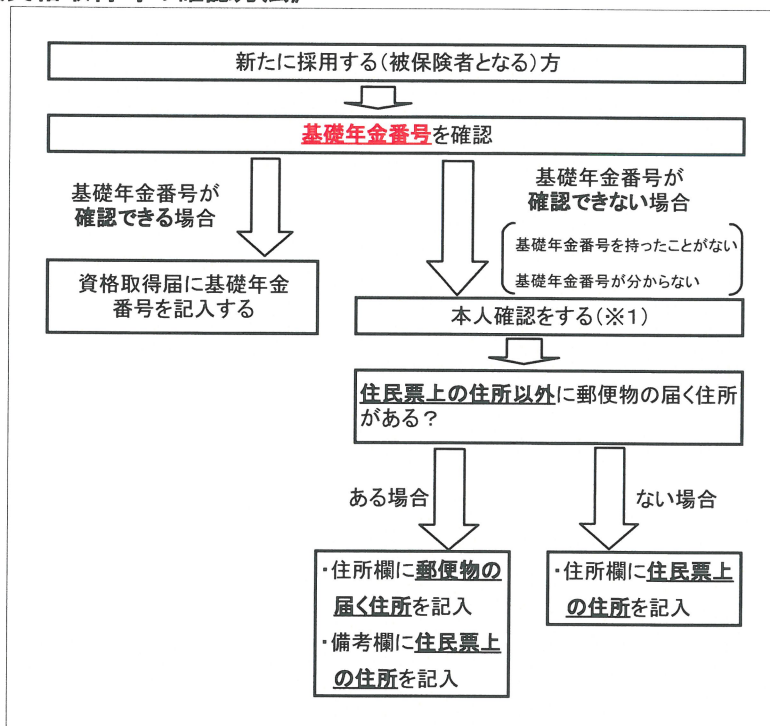 新たに採用する(被保険者となる)方
基礎年金番号を確認
基礎年金番号が
確認できる場合
基礎年金番号が
確認できない場合
基礎年金番号を持ったことがない
基礎年金番号が分からない
資格取得届に基礎年金
番号を記入する
本人確認をする(※1)
住民票上の住所以外に郵便物の届く住所
がある?
ある場合
ない場合
・住所欄に郵便物の
届く住所を記入
・備考欄に住民票上
の住所を記入
・住所欄に住民票上
の住所を記入